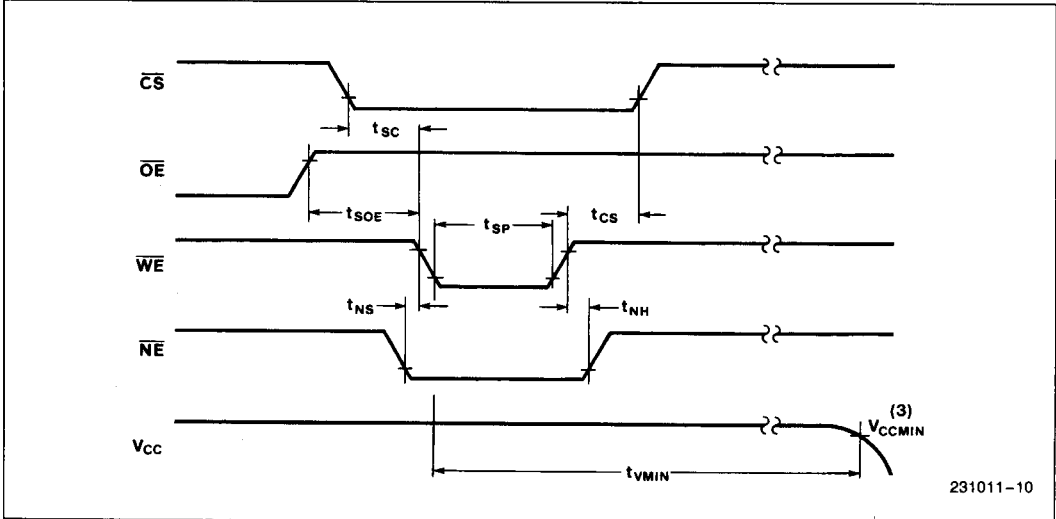 CS
tSC
OE
tSOE
tSP
tCS
WE
tNS
tNH
NE
(3)
VCC
VCCMIN
tVMIN
231011-10